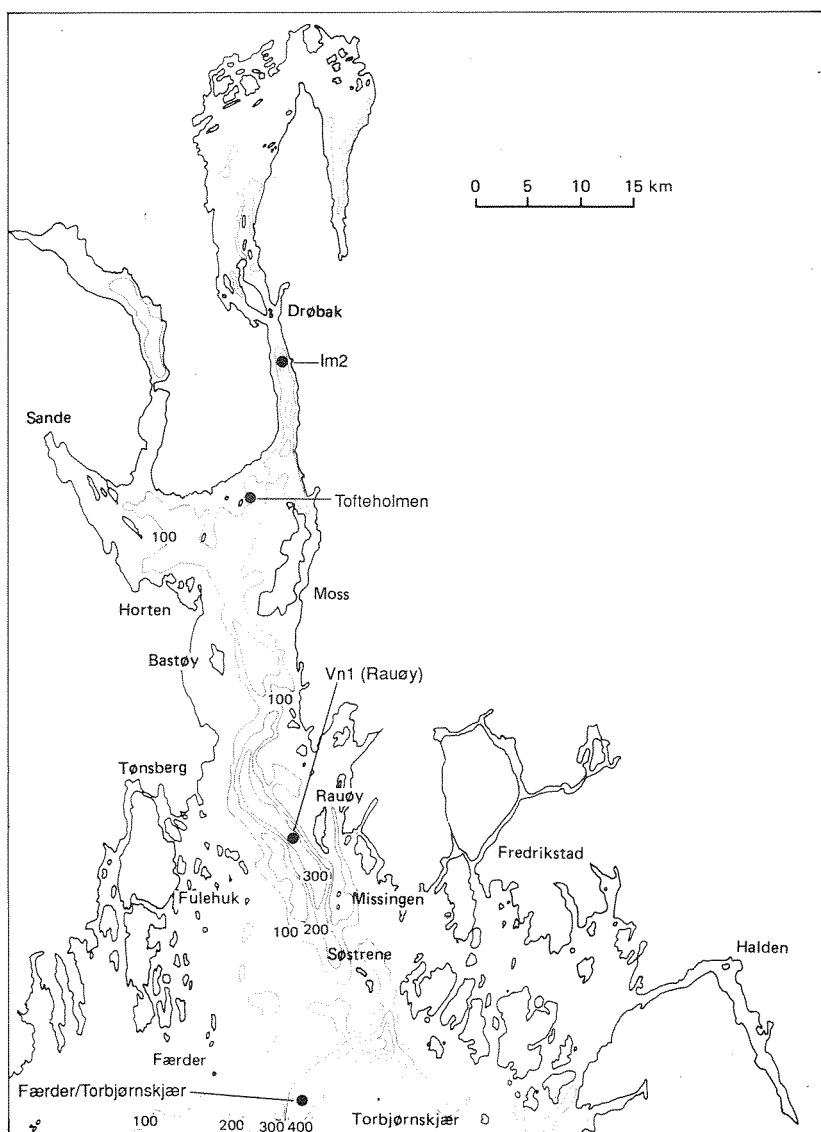 0 5 10 15 km
Drøbak
Im2
Sande
Tofteholmen
100
Horten
Moss
Bastøy
Vn1 (Rauøy)
100
Tønsberg
Rauøy
Fredrikstad
300
Fulehuk
Missingen
100 200
Søstrene
Halden
Færder
Færder/Torbjørnskjær
100 200 300 400 Torbjørnskjær